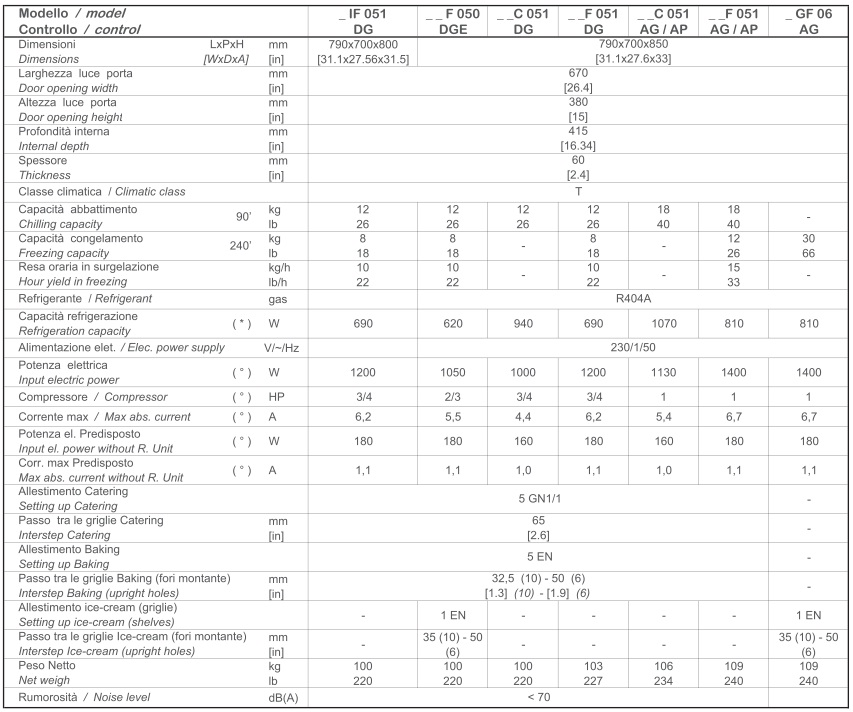 Modello / model _ IF 051 _ _ F 050 _ _C 051 _ _F 051 _ _C 051 _ _F 051 _ GF 06
Controllo / control DG DGE DG DG AG / AP AG / AP AG
Dimensioni LxPxH mm 790x700x800 790x700x850
Dimensions [WxDxA] [in] [31.1x27.56x31.5] [31.1x27.6x33]
Larghezza luce porta mm 670
Door opening width [in] [26.4]
Altezza luce porta mm 380
Door opening height [in] [15]
Profondità interna mm 415
Internal depth [in] [16.34]
Spessore mm 60
Thickness [in] [2.4]
Classe climatica / Climatic class T
Capacità abbattimento 90' kg 12 12 12 12 18 18 -
Chilling capacity lb 26 26 26 26 40 40
Capacità congelamento 240' kg 8 8 - 8 - 12 30
Freezing capacity lb 18 18 18 26 66
Resa oraria in surgelazione kg/h 10 10 - 10 - 15 -
Hour yield in freezing lb/h 22 22 22 33
Refrigerante / Refrigerant gas R404A
Capacità refrigerazione ( * ) W 690 620 940 690 1070 810 810
Refrigeration capacity
Alimentazione elet. / Elec. power supply V/~/Hz 230/1/50
Potenza elettrica ( ° ) W 1200 1050 1000 1200 1130 1400 1400
Input electric power
Compressore / Compressor ( ° ) HP 3/4 2/3 3/4 3/4 1 1 1
Corrente max / Max abs. current ( ° ) A 6,2 5,5 4,4 6,2 5,4 6,7 6,7
Potenza el. Predisposto ( ° ) W 180 180 160 180 160 180 180
Input el. power without R. Unit
Corr. max Predisposto ( ° ) A 1,1 1,1 1,0 1,1 1,0 1,1 1,1
Max abs. current without R. Unit
Allestimento Catering 5 GN1/1 -
Setting up Catering
Passo tra le griglie Catering mm 65 -
Interstep Catering [in] [2.6]
Allestimento Baking 5 EN -
Setting up Baking
Passo tra le griglie Baking (fori montante) mm 32,5 (10) - 50 (6) -
Interstep Baking (upright holes) [in] [1.3] (10) - [1.9] (6)
Allestimento ice-cream (griglie) - 1 EN - - - - 1 EN
Setting up ice-cream (shelves)
Passo tra le griglie Ice-cream (fori montante) mm - 35 (10) - 50 - - - - 35 (10) - 50
Interstep Ice-cream (upright holes) [in] (6) (6)
Peso Netto kg 100 100 100 103 106 109 109
Net weigh lb 220 220 220 227 234 240 240
Rumorosità / Noise level dB(A) < 70